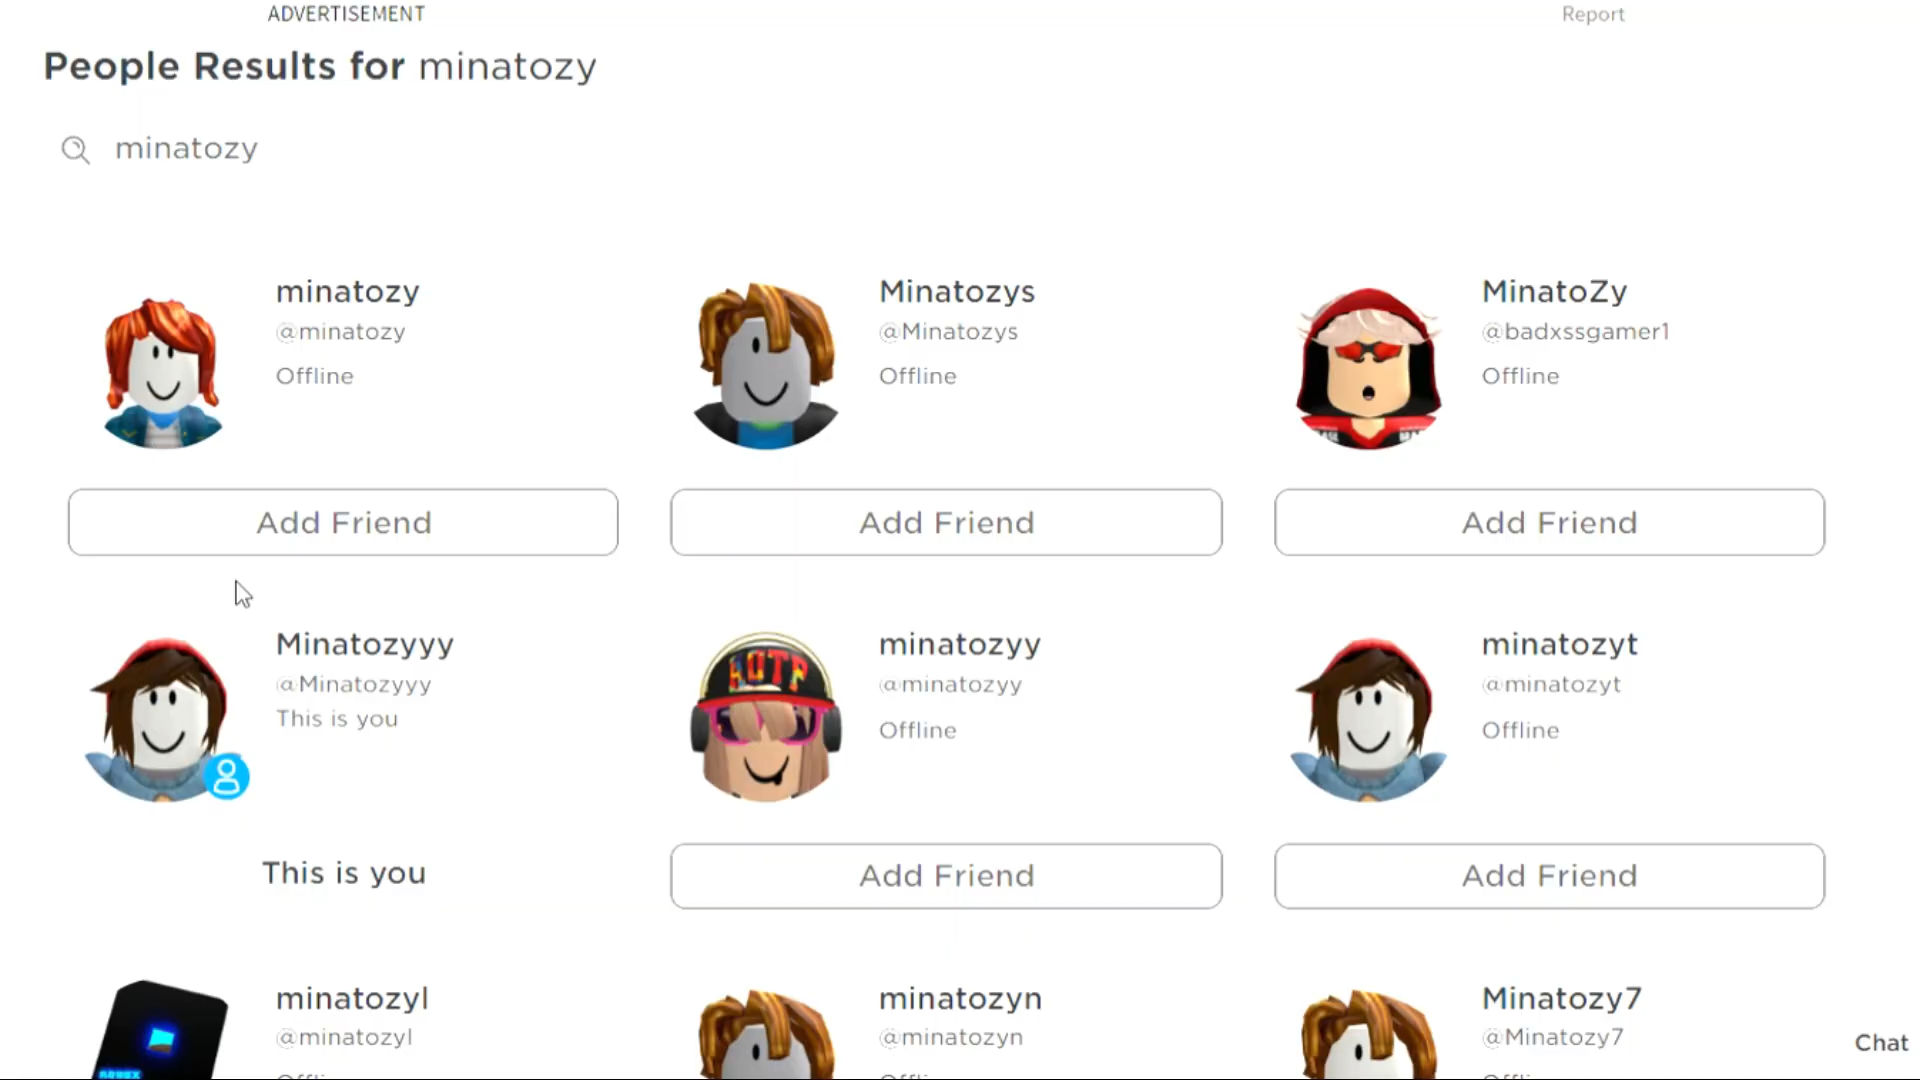 ADVERTISEMENT
Report
People Results for minatozy
minatozy
minatozy
@minatozy
Offline
Minatozys
@Minatozys
Offline
MinatoZy
@badxssgamer1
Offline
Add Friend
Add Friend
Add Friend
Minatozyyy
@Minatozyyy
This is you
minatozyy
@minatozyy
Offline
minatozyt
@minatozyt
Offline
AOTP
This is you
Add Friend
Add Friend
minatozyl
@minatozyl
minatozyn
@minatozyn
Minatozy7
@Minatozy7
Chat